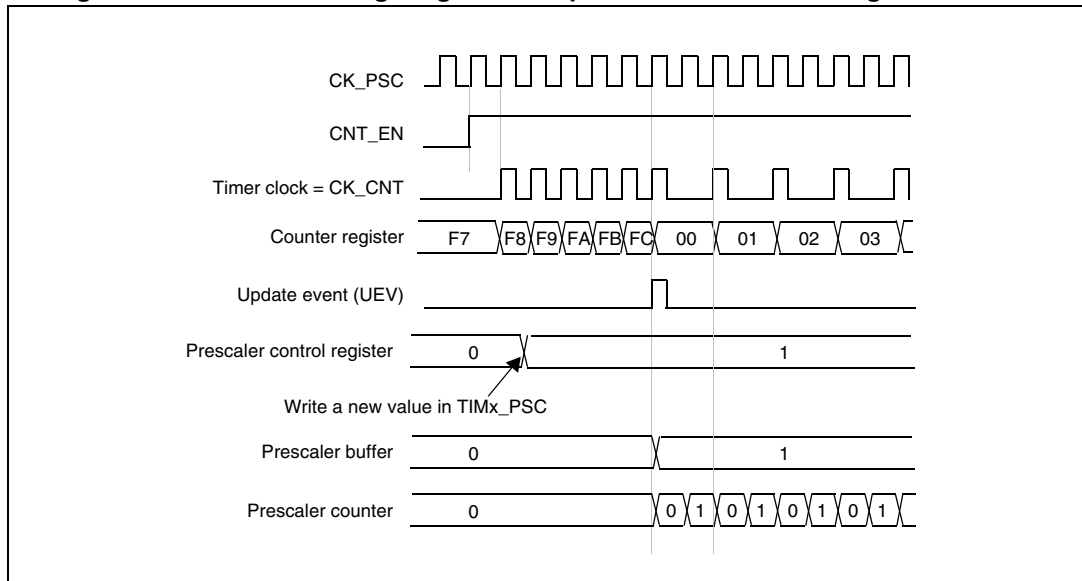 CK_PSC
CNT_EN
Timer clock = CK_CNT
Counter register F7 F8 F9 FA FB FC 00 01 02 03
Update event (UEV)
Prescaler control register 0 1
Write a new value in TIMx_PSC
Prescaler buffer 0 1
Prescaler counter 0 0 1 0 1 0 1 0 1